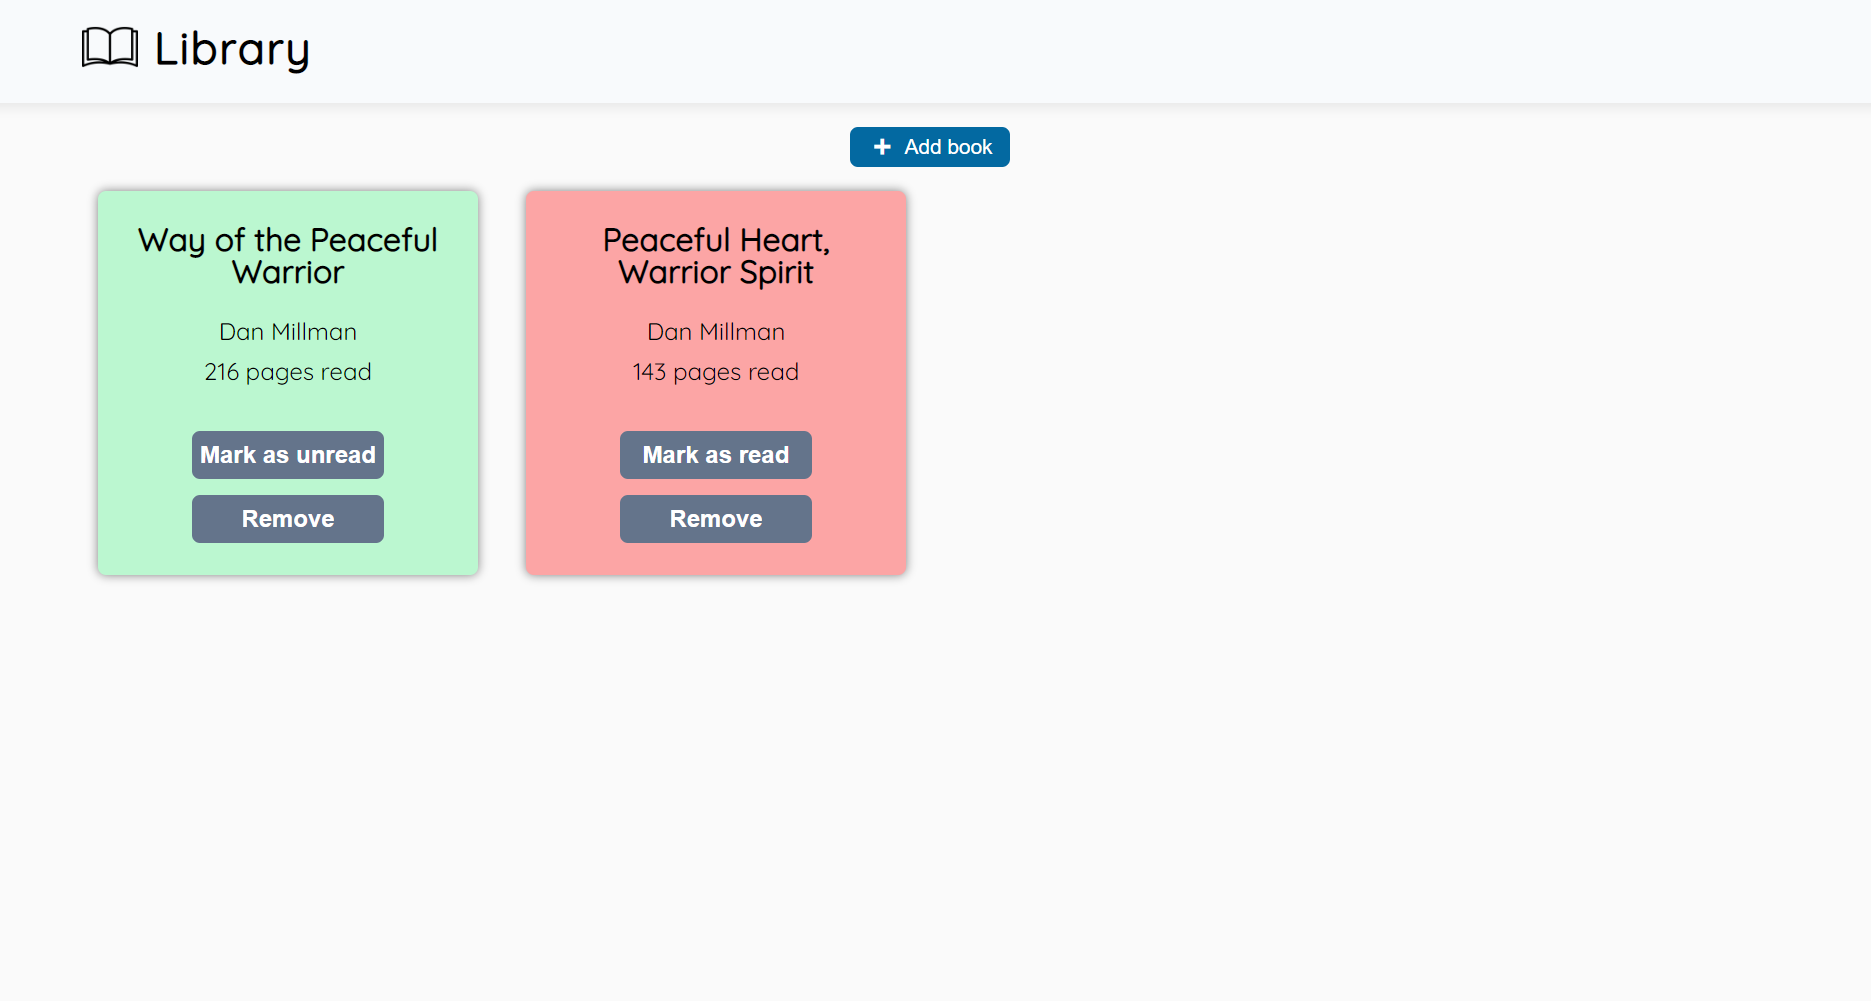 Library
Add book
Way of the Peaceful
Warrior
Dan Millman
216 pages read
Mark as unread
Remove
Peaceful Heart,
Warrior Spirit
Dan Millman
143 pages read
Mark as read
Remove